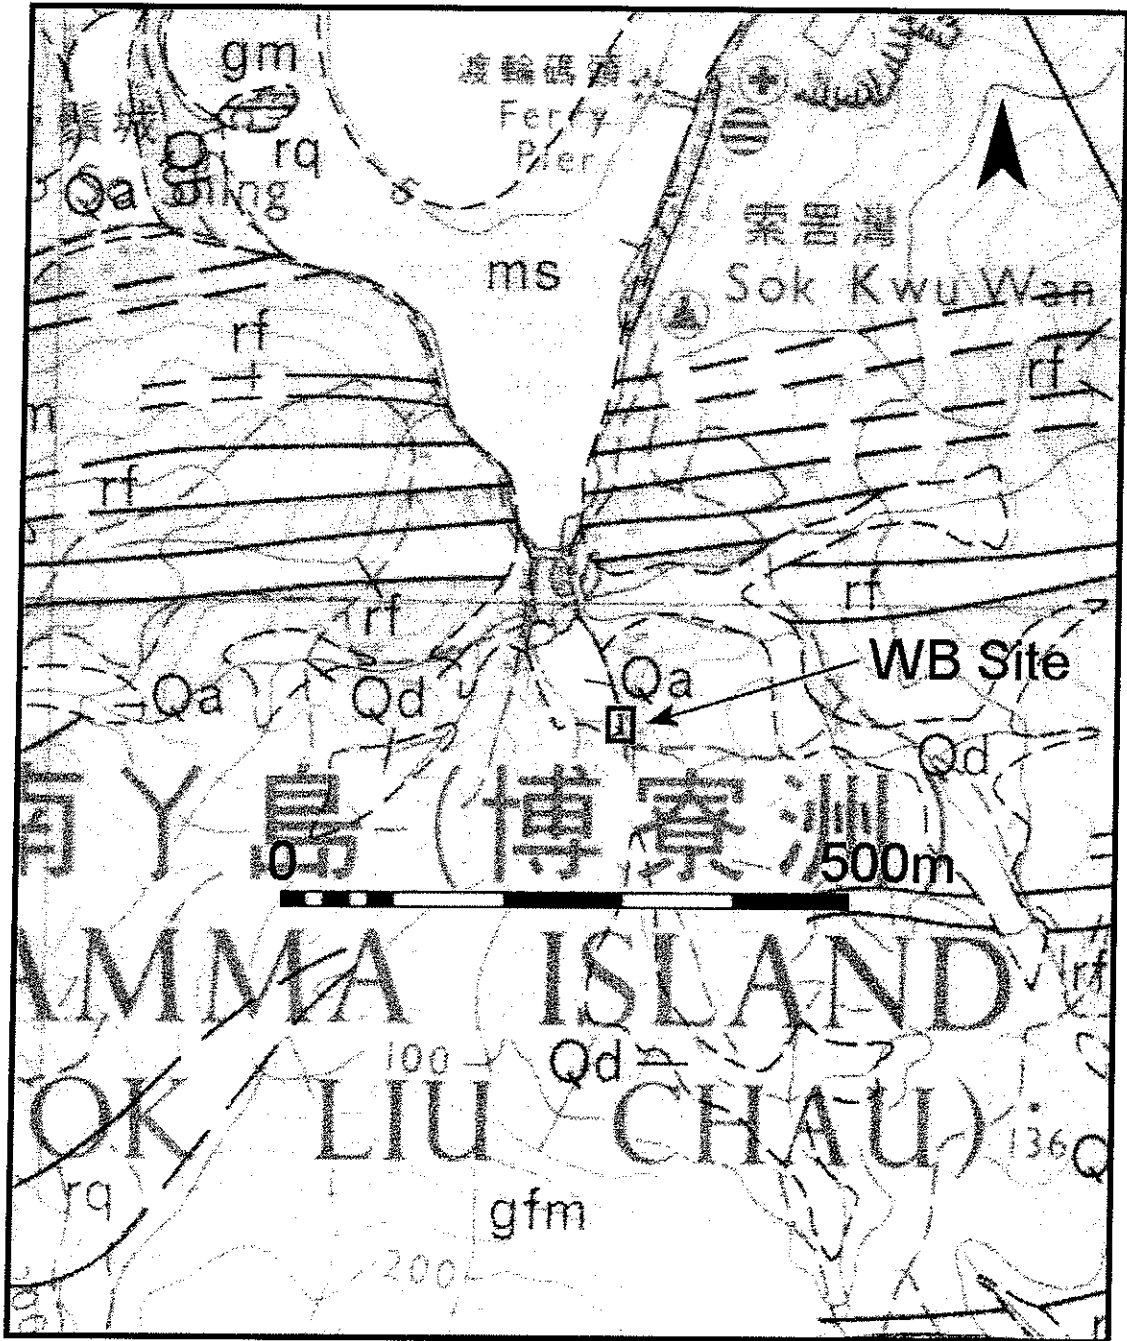 gm
渡輪碼頭
Ferry
Pier
rq
Qa
索罟灣
Sok Kwu Wan
ms
rf
rf
rf
rf
rf
WB Site
Qa
Qa
Qd
Qd
丫島(博寮洲)
0 500m
AMMA ISLAND
rf
100
Qd
OK LIU CHAU)
136
Q
rq
gfm
200